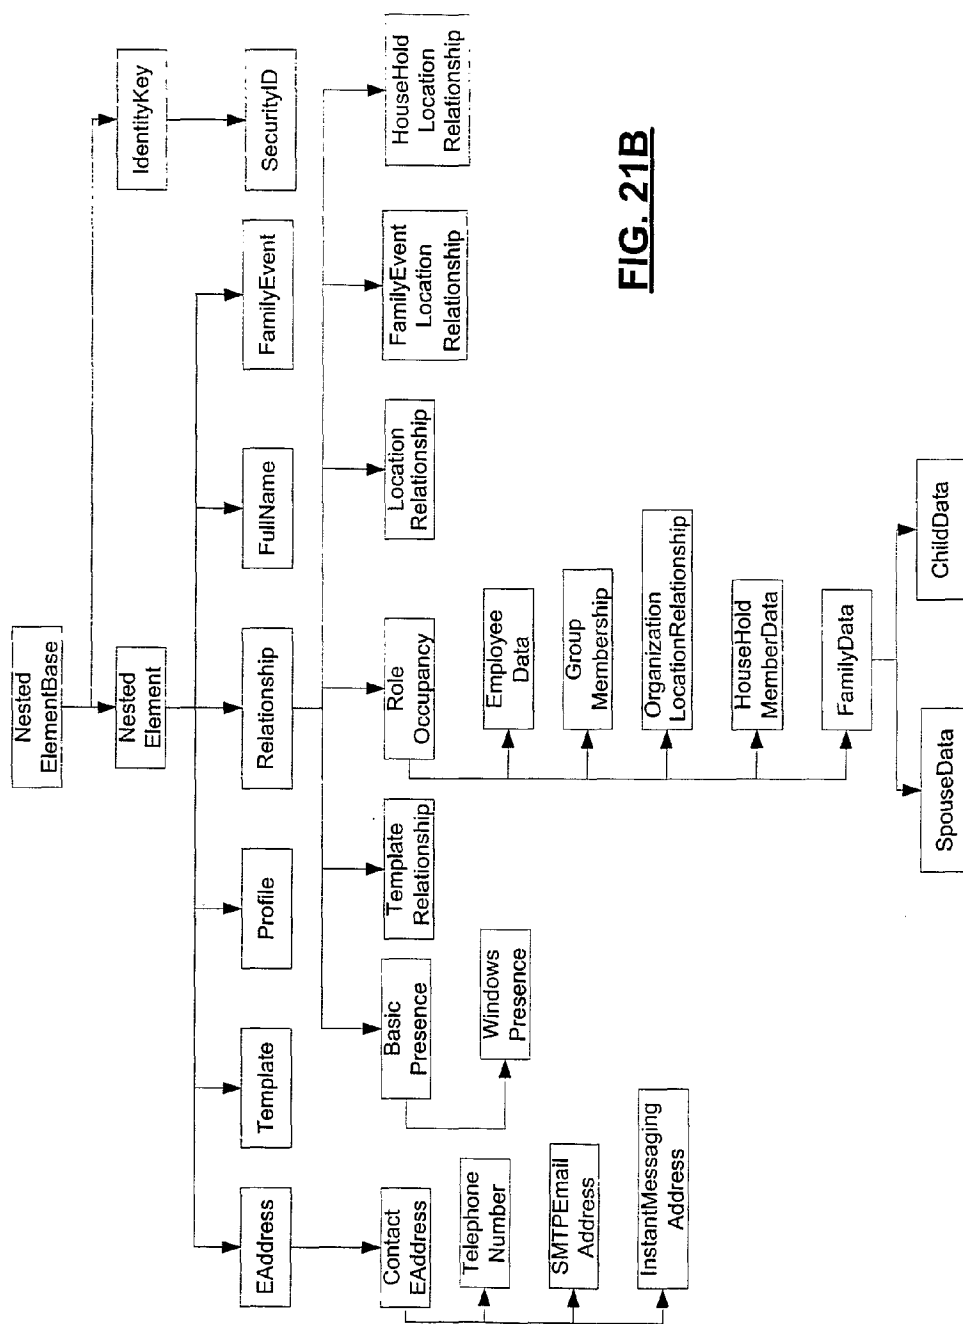 Nested
ElementBase
Nested
Element
IdentityKey
EAddress
Template
Profile
Relationship
FullName
FamilyEvent
SecurityID
Contact
EAddress
Basic
Presence
Template
Relationship
Role
Occupancy
Location
Relationship
FamilyEvent
Location
Relationship
HouseHold
Location
Relationship
Telephone
Number
SMTPEmail
Address
InstantMessaging
Address
Windows
Presence
Employee
Data
Group
Membership
Organization
LocationRelationship
HouiseHold
MemberData
FamilyData
SpouseData
ChildData
FIG. 21B